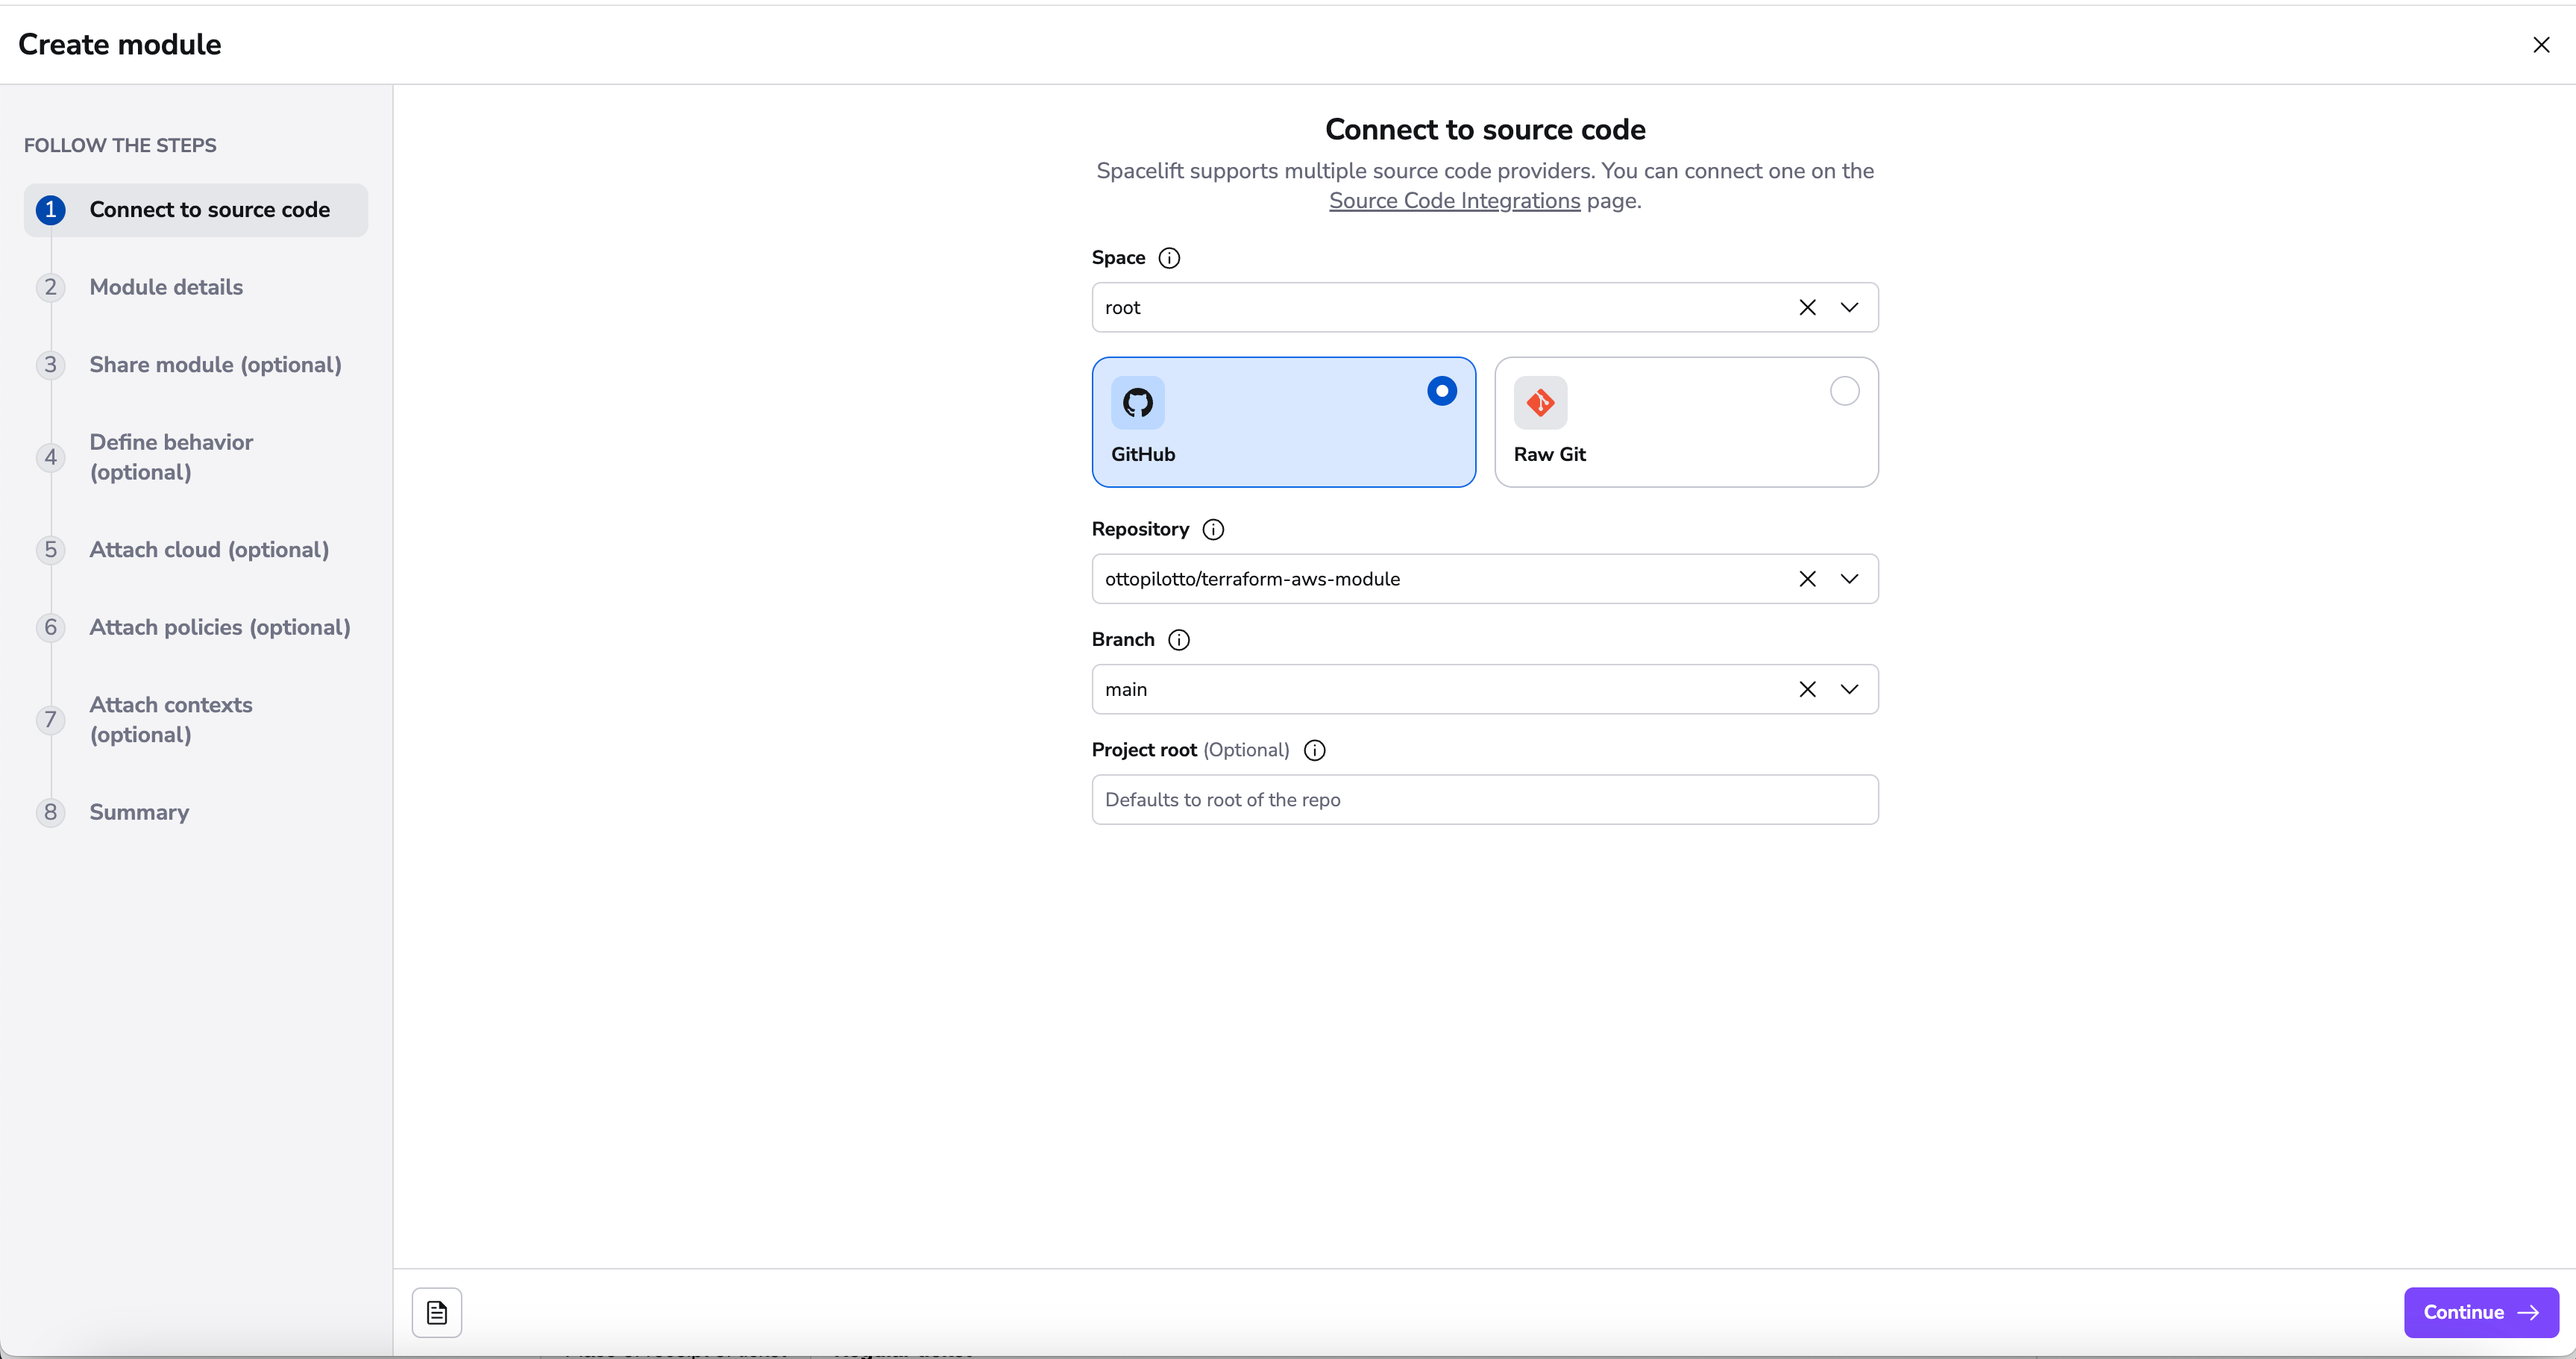 Create module
FOLLOW THE STEPS
1 Connect to source code
2 Module details
3 Share module (optional)
4 Define behavior
(optional)
5 Attach cloud (optional)
6 Attach policies (optional)
7 Attach contexts
(optional)
8 Summary
Connect to source code
Spacelift supports multiple source code providers. You can connect one on the
Source Code Integrations page.
Space
root
GitHub
Raw Git
Repository
ottopilotto/terraform-aws-module
Branch
main
Project root (Optional)
Defaults to root of the repo
Continue